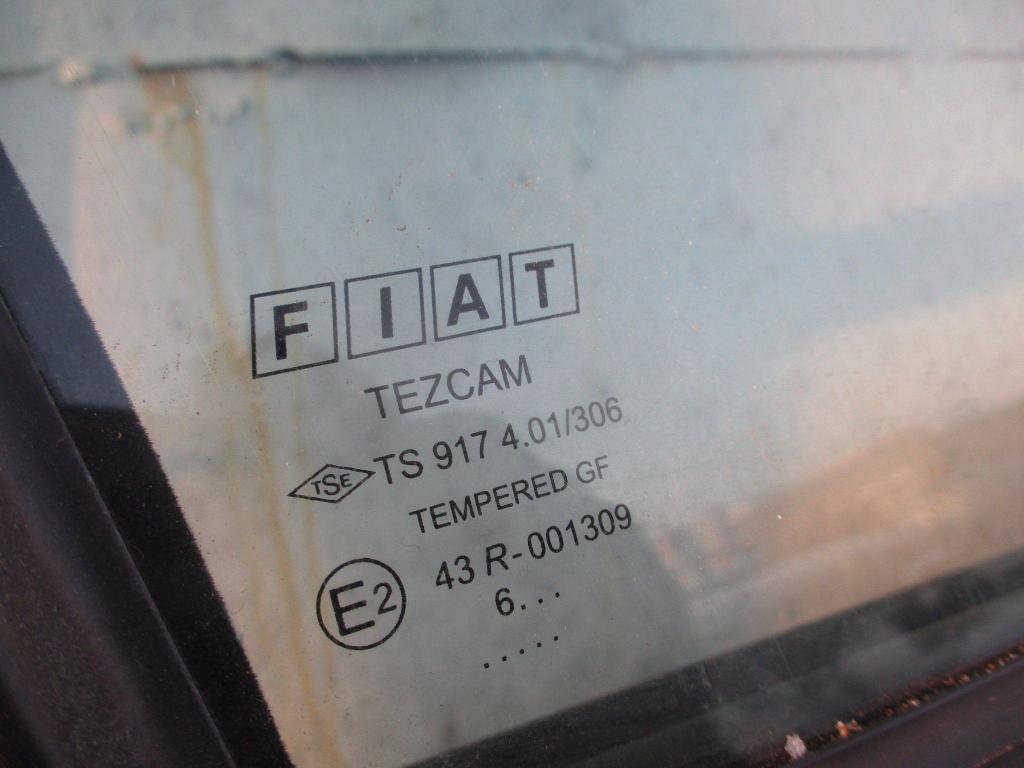 FIAT
TEZCAM
TSE TS 917 4.01/306
TEMPERED GF
E2 43 R-001309
6...
.....